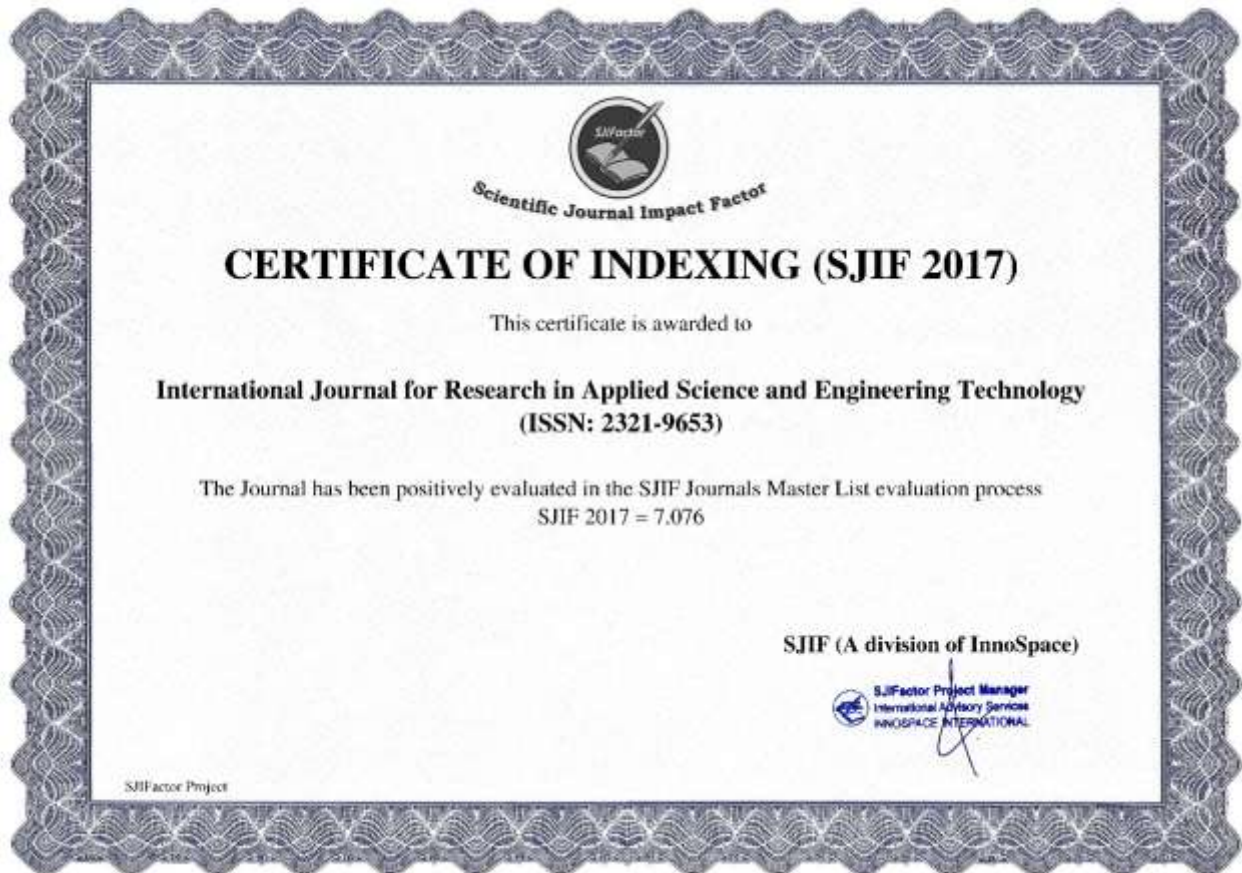 SJIFactor
Scientific Journal Impact Factor
CERTIFICATE OF INDEXING (SJIF 2017)
This certificate is awarded to
International Journal for Research in Applied Science and Engineering Technology
(ISSN: 2321-9653)
The Journal has been positively evaluated in the SJIF Journals Master List evaluation process
SJIF 2017 = 7.076
SJIF (A division of InnoSpace)
SJIFactor Project Manager
International Advisory Services
INNOSPACE INTERNATIONAL
SJIFactor Project